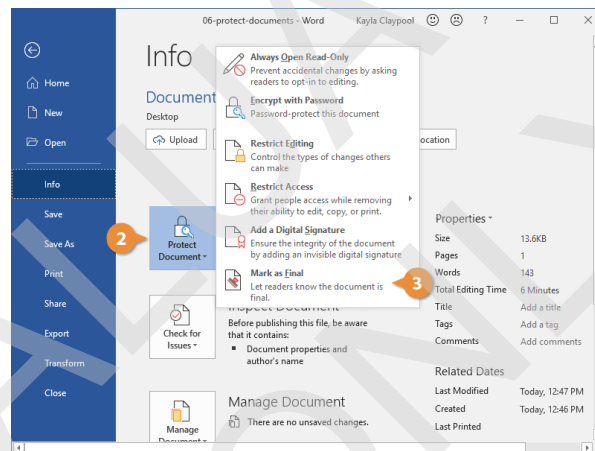 06-protect-documents - Word Kayla Claypool ?
Info
Home
New
Open
Info
Save
Save As
Print
Share
Export
Transform
Close
Document
Desktop
Upload
ocation
Always Open Read-Only
Prevent accidental changes by asking
readers to opt-in to editing.
Encrypt with Password
Password-protect this document
Restrict Editing
Control the types of changes others
can make
Restrict Access
Grant people access while removing
their ability to edit, copy, or print.
Add a Digital Signature
Ensure the integrity of the document
by adding an invisible digital signature
Mark as Final
Let readers know the document is
final.
2
3
Protect
Document
Inspect Document
Before publishing this file, be aware
that it contains:
Document properties and
author's name
Check for
Issues
Manage Document
There are no unsaved changes.
Manage
Document
Properties
Size 13.6KB
Pages 1
Words 143
Total Editing Time 6 Minutes
Title Add a title
Tags Add a tag
Comments Add comments
Related Dates
Last Modified Today, 12:47 PM
Created Today, 12:46 PM
Last Printed